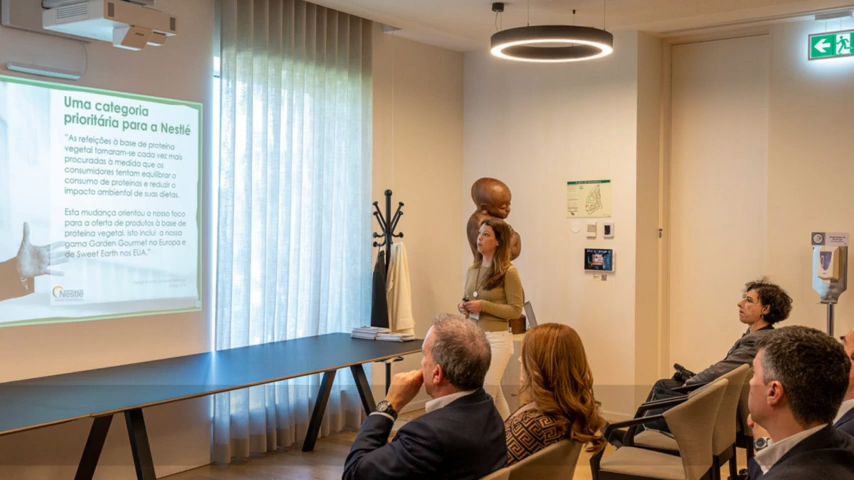 Uma categoria
prioritária para a Nestlé
"As refeições à base de proteína
vegetal tornaram-se cada vez mais
procuradas à medida que os
consumidores tentam equilibrar o
consumo de proteínas e reduzir o
impacto ambiental de suas dietas.
Esta mudança orientou o nosso foco
para a oferta de produtos à base de
proteína vegetal. Isto inclui a nossa
gama Garden Gourmet na Europa e
de Sweet Earth nos EUA."
Nestlé